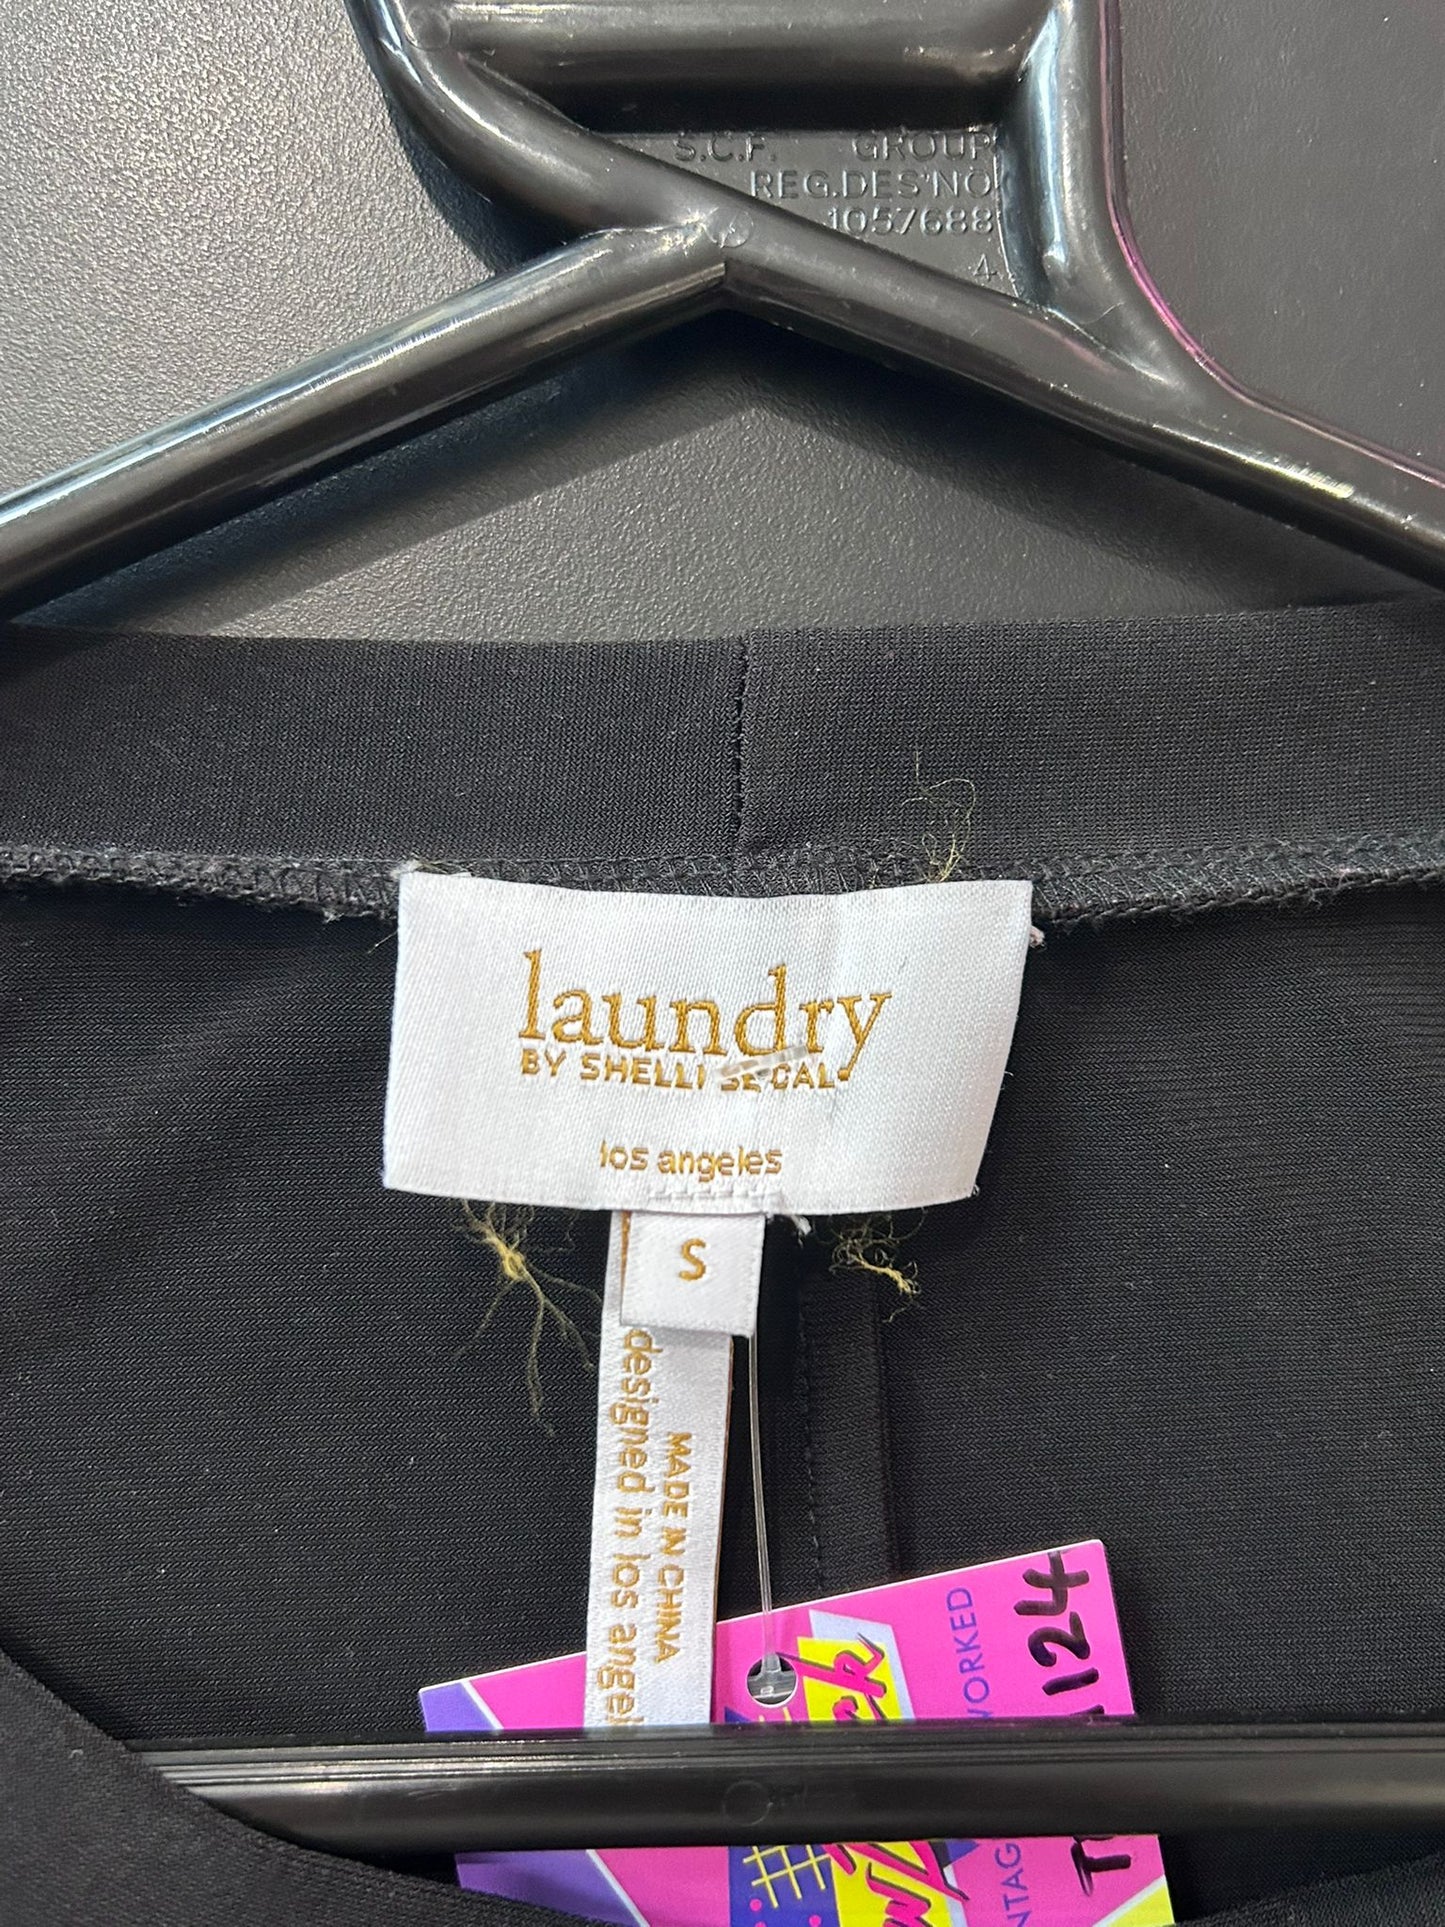 S.C.F. GROUP
REG.DES'NO
1057688
4
laundry
BY SHELLI SEGAL
los angeles
S
designed in los angel
MADE IN CHINA
WORKED
124